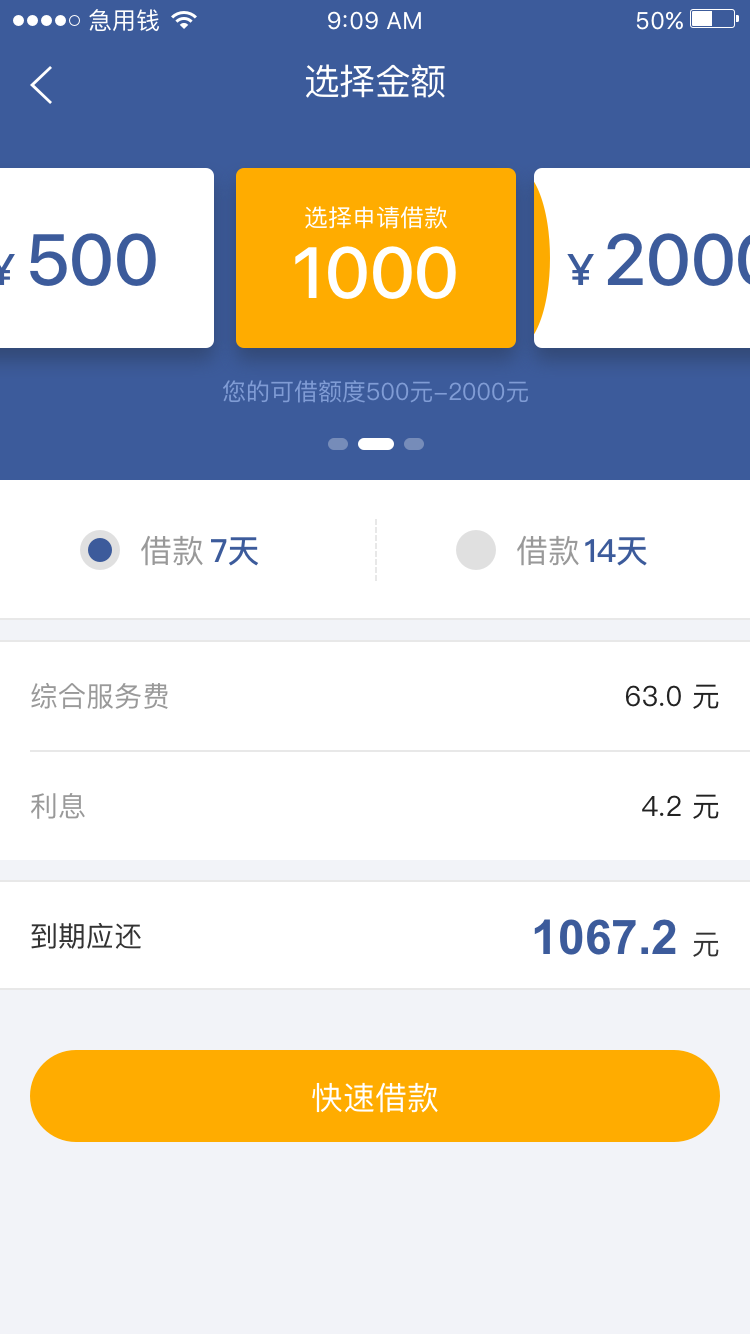 急用钱 9:09 AM 50%
选择金额
¥ 500
选择申请借款
1000
¥ 2000
您的可借额度500元-2000元
借款 7天 借款 14天
综合服务费 63.0 元
利息 4.2 元
到期应还 1067.2 元
快速借款